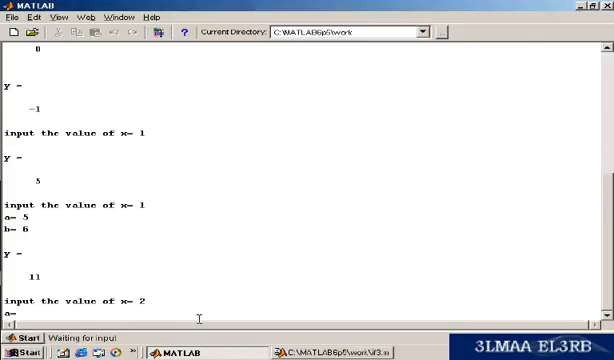 MATLAB
File Edit View Web Window Help
Current Directory: C:\MATLAB6p5\work
0
y =
-1
input the value of x= 1
y =
5
input the value of x= 1
a= 5
b= 6
y =
11
input the value of x= 2
a=
Start Waiting for input
Start MATLAB C:\MATLAB6p5\work\if3.m
3LMAA EL3RB